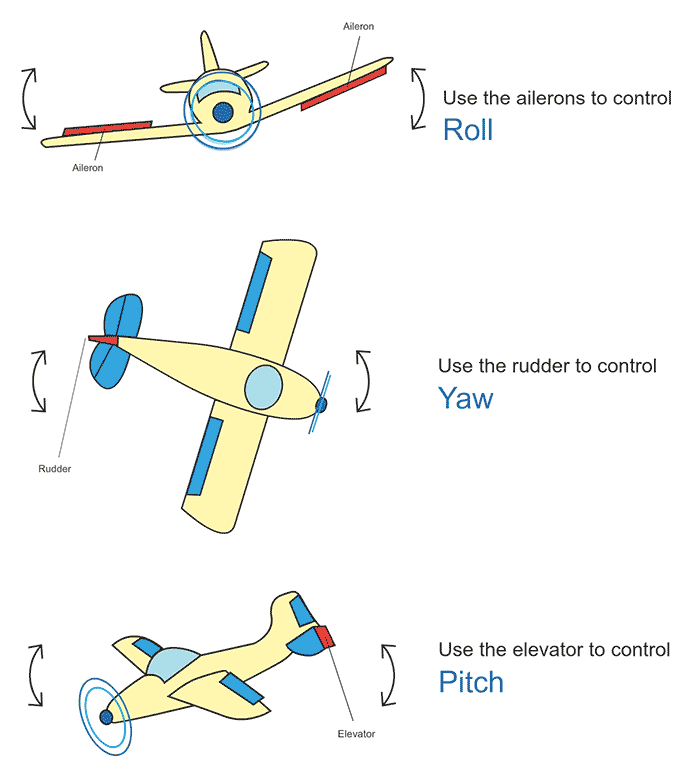 Aileron
Aileron
Use the ailerons to control
Roll
Use the rudder to control
Yaw
Rudder
Use the elevator to control
Pitch
Elevator